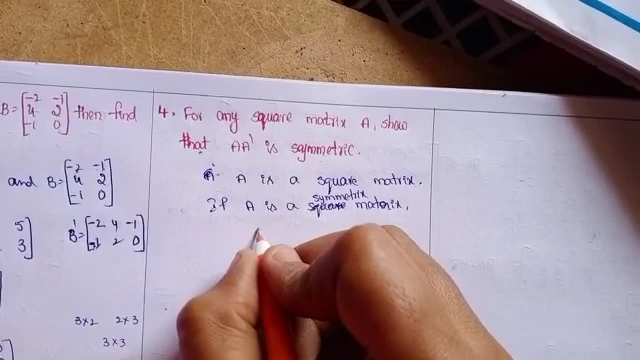 B = [-2 -1
4 2
-1 0] then find
and B = [-2 -1
4 2
-1 0]
5
3]
B' = [-2 4 -1
-1 2 0]
3×2 2×3
3×3
4. For any square matrix A, show
that AA' is symmetric.
A is a square matrix.
symmetrix
If A is a square matrix,